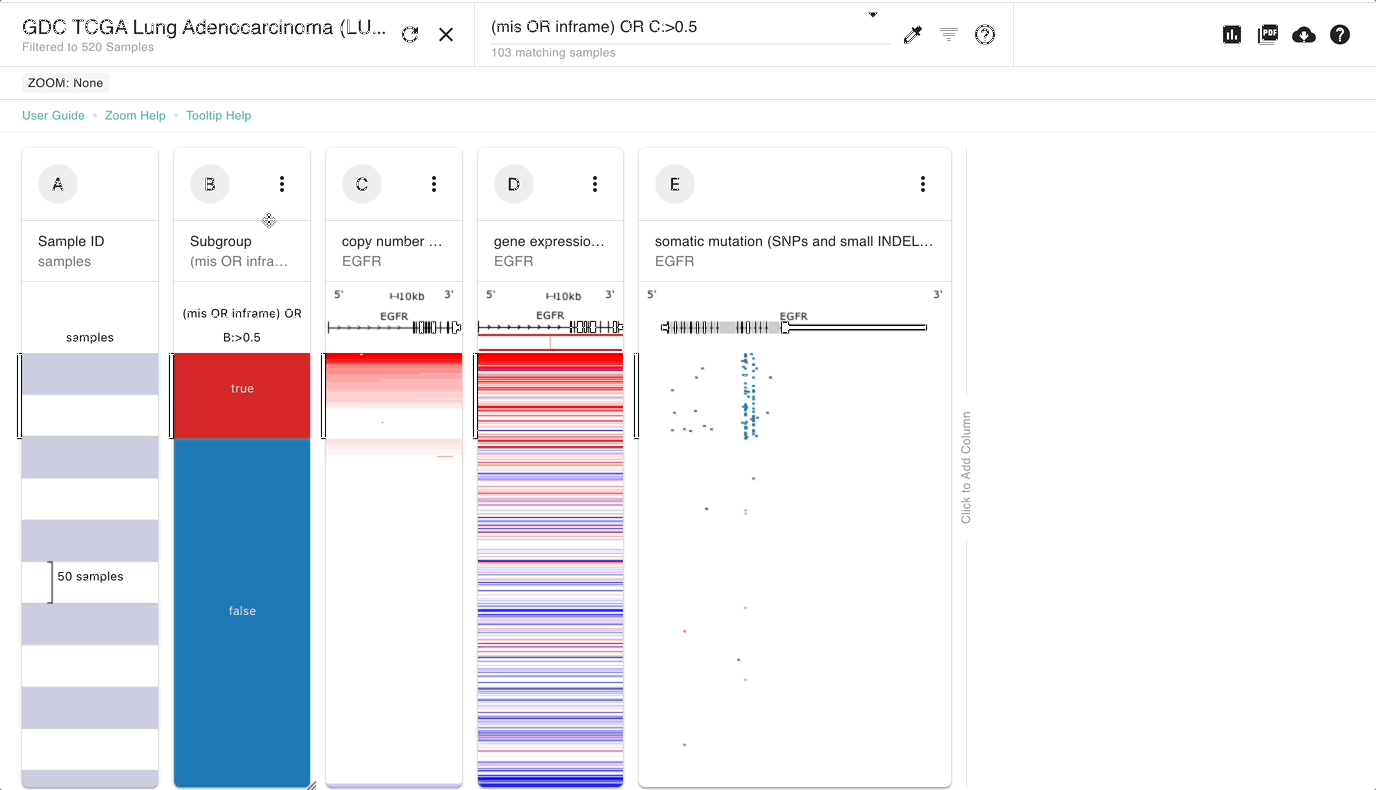 GDC TCGA Lung Adenocarcinoma (LU...
Filtered to 520 Samples
(mis OR inframe) OR C:>0.5
103 matching samples
PDF
?
ZOOM: None
User Guide • Zoom Help • Tooltip Help
A
Sample ID
samples
samples
50 samples
B
Subgroup
(mis OR infra...
(mis OR inframe) OR
B:>0.5
true
false
C
copy number ...
EGFR
5' 10kb 3'
EGFR
D
gene expressio...
EGFR
5' 10kb 3'
EGFR
E
somatic mutation (SNPs and small INDEL...
EGFR
5' 3'
EGFR
Click to Add Column